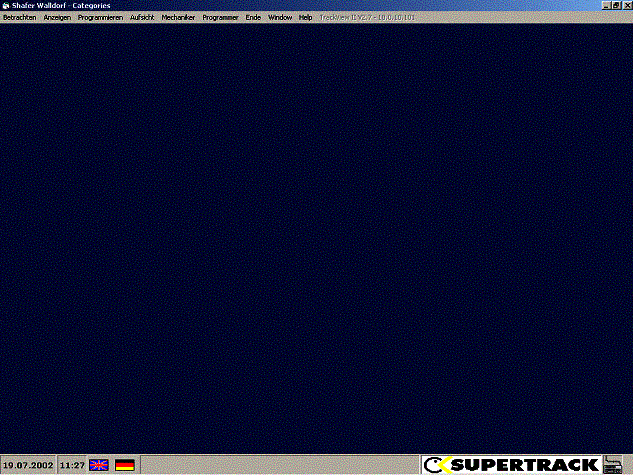 Shafer Walldorf - Categories
Betrachten Anzeigen Programmieren Aufsicht Mechaniker Programmer Ende Window Help TrackView IS V2.7 - 10.0.10.101
19.07.2002 11:27 SUPERTRACK